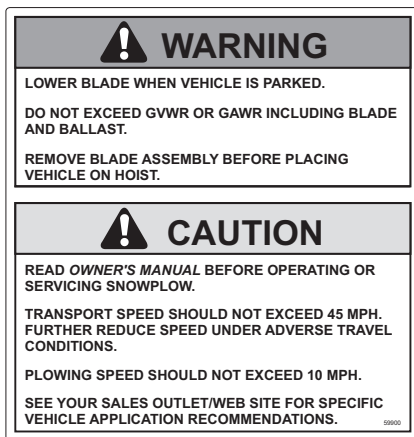 WARNING
LOWER BLADE WHEN VEHICLE IS PARKED.
DO NOT EXCEED GVWR OR GAWR INCLUDING BLADE
AND BALLAST.
REMOVE BLADE ASSEMBLY BEFORE PLACING
VEHICLE ON HOIST.
CAUTION
READ OWNER'S MANUAL BEFORE OPERATING OR
SERVICING SNOWPLOW.
TRANSPORT SPEED SHOULD NOT EXCEED 45 MPH.
FURTHER REDUCE SPEED UNDER ADVERSE TRAVEL
CONDITIONS.
PLOWING SPEED SHOULD NOT EXCEED 10 MPH.
SEE YOUR SALES OUTLET/WEB SITE FOR SPECIFIC
VEHICLE APPLICATION RECOMMENDATIONS. 59900